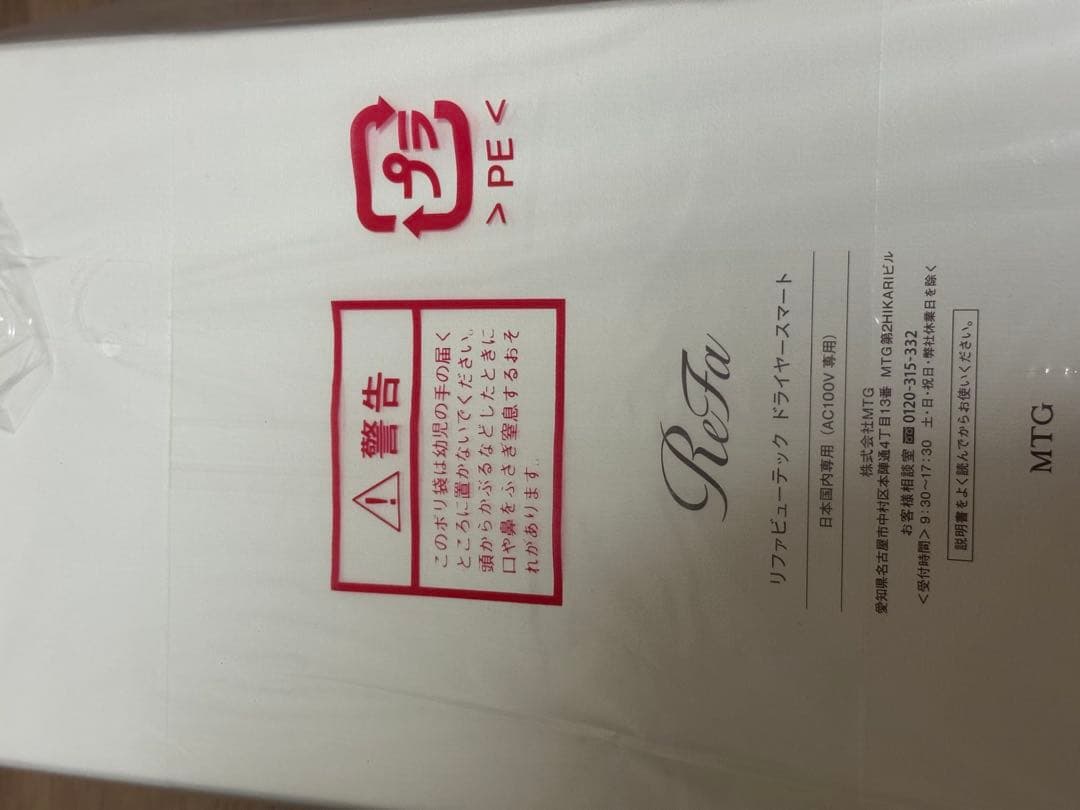 プラ
> PE <
警告
このポリ袋は幼児の手の届く
ところに置かないでください。
頭からかぶるなどしたときに
口や鼻をふさぎ窒息するおそ
れがあります。
ReFa
リファビューテック ドライヤースマート
日本国内専用（AC100V 専用）
株式会社MTG
愛知県名古屋市中村区本陣通4丁目13番 MTG第2HIKARIビル
お客様相談室 0120-315-332
＜受付時間＞9:30～17:30 土・日・祝日・弊社休業日を除く
説明書をよく読んでからお使いください。
MTG